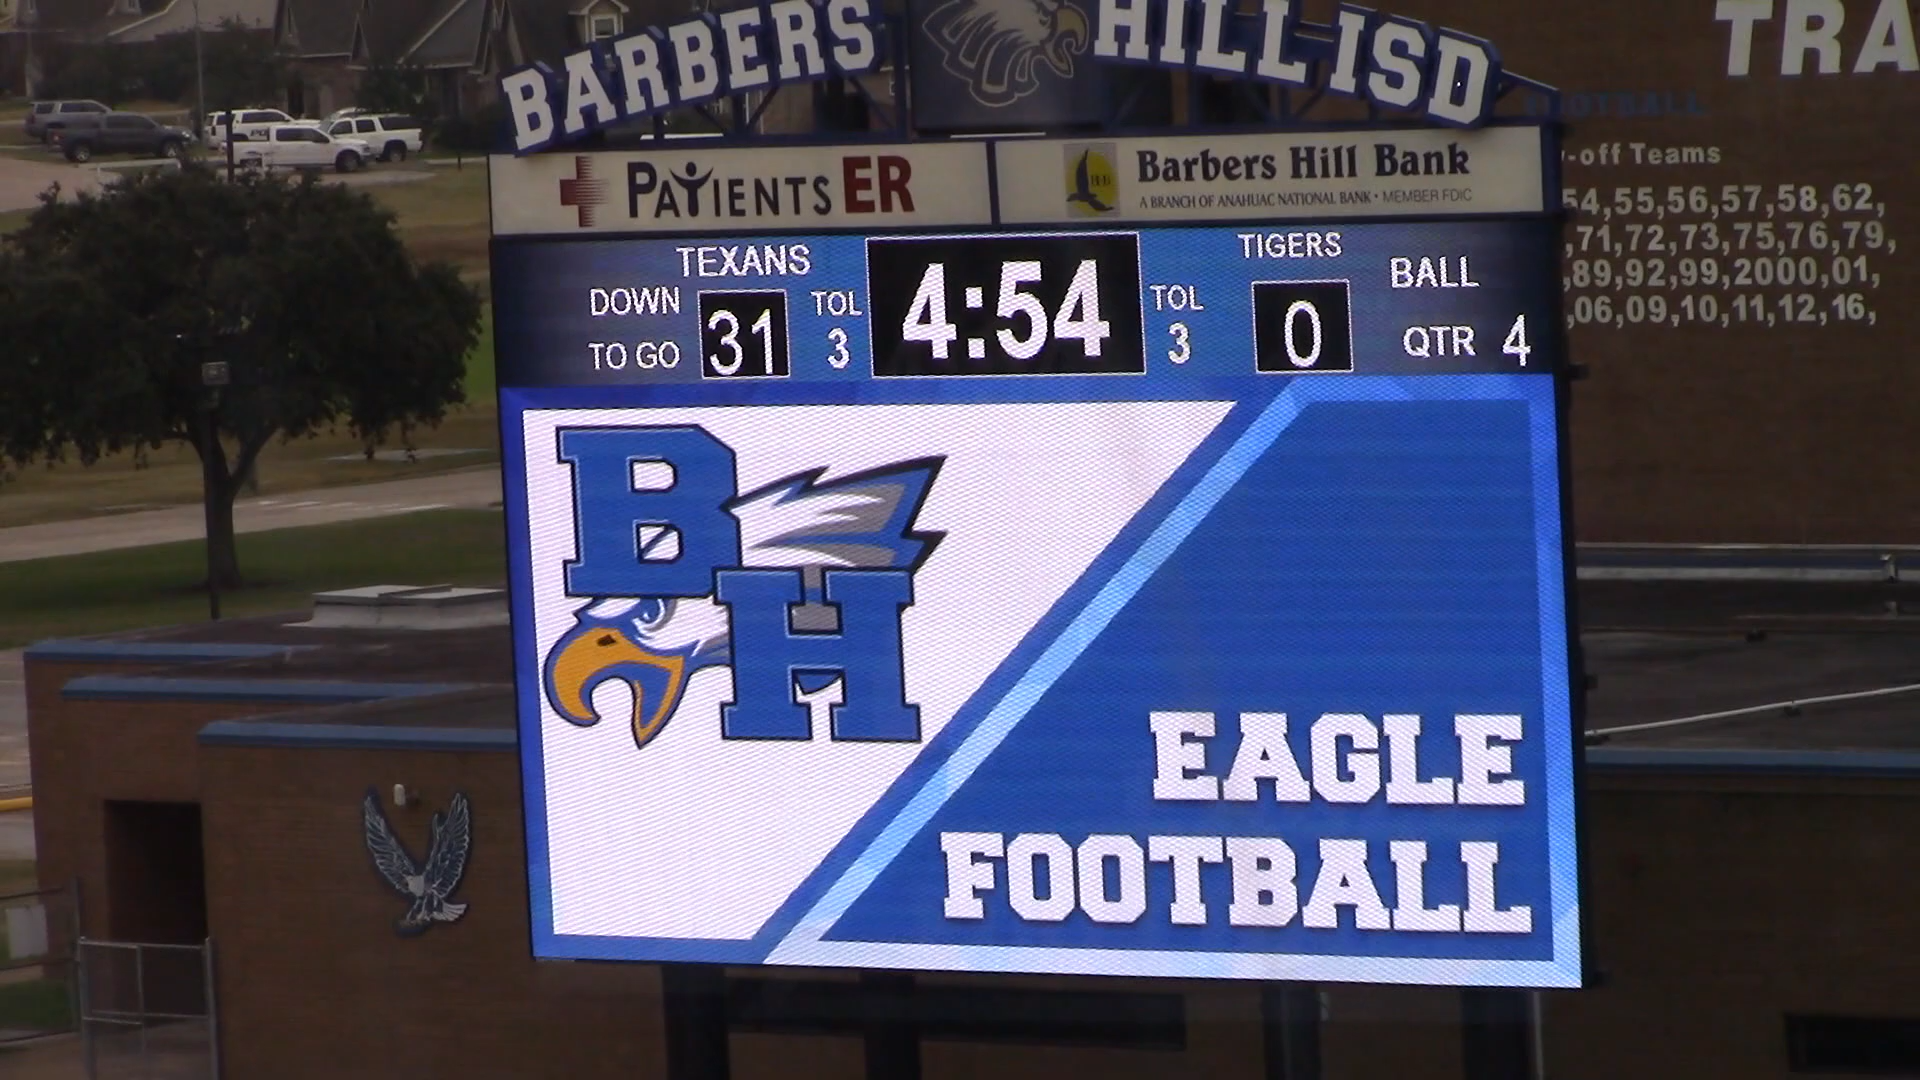 BARBERS HILL ISD
PATIENTS ER
Barbers Hill Bank
A BRANCH OF ANAHUAC NATIONAL BANK • MEMBER FDIC
TEXANS
TIGERS
DOWN
TO GO
31
TOL
3
4:54
TOL
3
0
BALL
QTR 4
BH
EAGLE
FOOTBALL
TRA
FOOTBALL
-off Teams
54,55,56,57,58,62,
,71,72,73,75,76,79,
,89,92,99,2000,01,
,06,09,10,11,12,16,